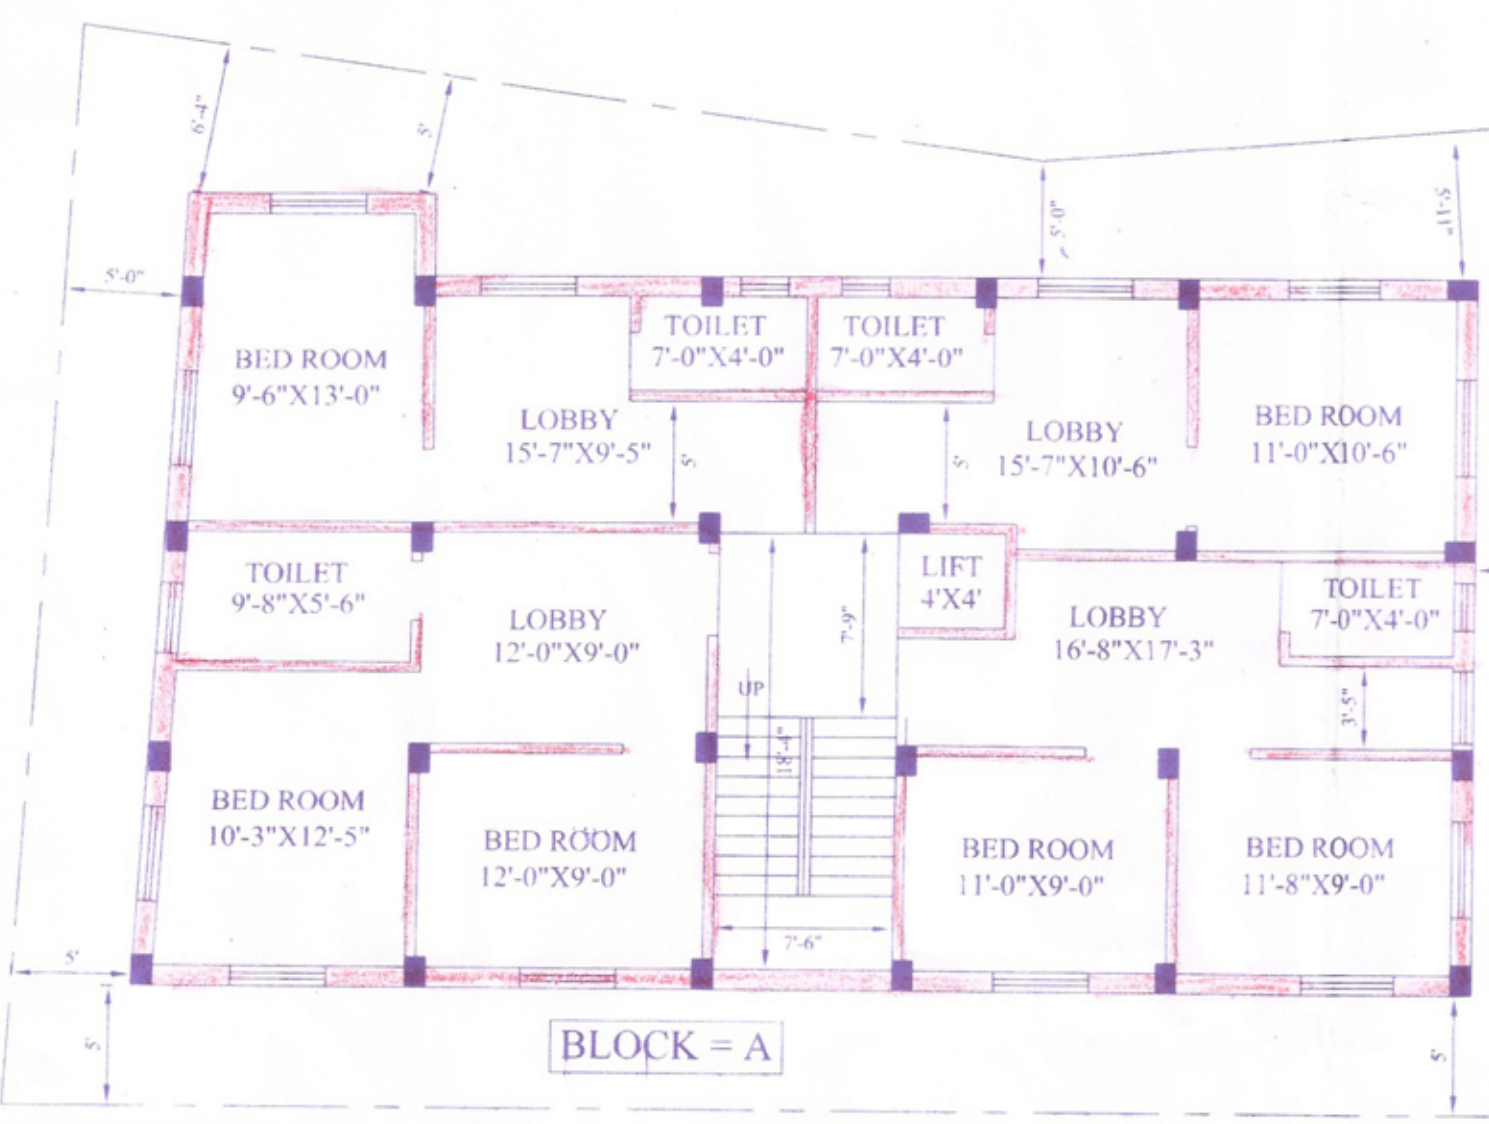 6'-4"
5'
5'-0"
5'-11"
5'-0"
TOILET
7'-0"X4'-0"
TOILET
7'-0"X4'-0"
BED ROOM
9'-6"X13'-0"
LOBBY
15'-7"X9'-5"
5'
5'
LOBBY
15'-7"X10'-6"
BED ROOM
11'-0"X10'-6"
TOILET
9'-8"X5'-6"
LOBBY
12'-0"X9'-0"
7'-9"
LIFT
4'X4'
LOBBY
16'-8"X17'-3"
TOILET
7'-0"X4'-0"
UP
18'-4"
3'-5"
BED ROOM
10'-3"X12'-5"
BED ROOM
12'-0"X9'-0"
BED ROOM
11'-0"X9'-0"
BED ROOM
11'-8"X9'-0"
7'-6"
5'
5'
BLOCK = A
5'